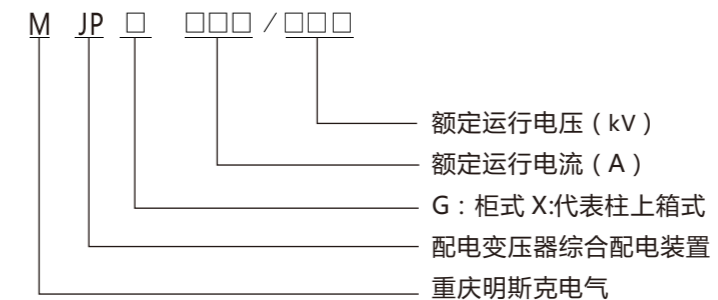 M JP□ □□□/□□□
额定运行电压(kV)
额定运行电流(A)
G:柜式 X:代表柱上箱式
配电变压器综合配电装置
重庆明斯克电气